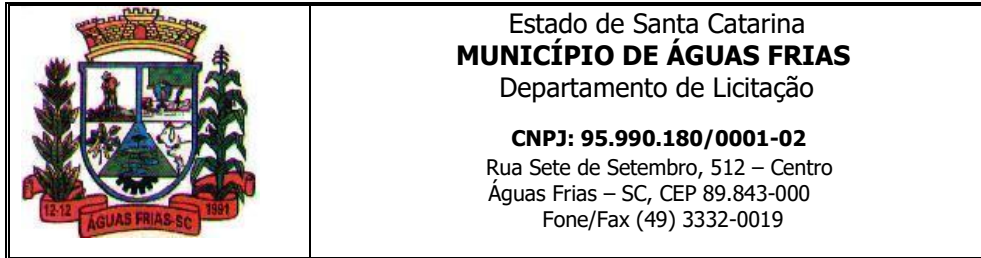 12-12
ÁGUAS FRIAS-SC
1991
Estado de Santa Catarina
MUNICÍPIO DE ÁGUAS FRIAS
Departamento de Licitação
CNPJ: 95.990.180/0001-02
Rua Sete de Setembro, 512 – Centro
Águas Frias – SC, CEP 89.843-000
Fone/Fax (49) 3332-0019